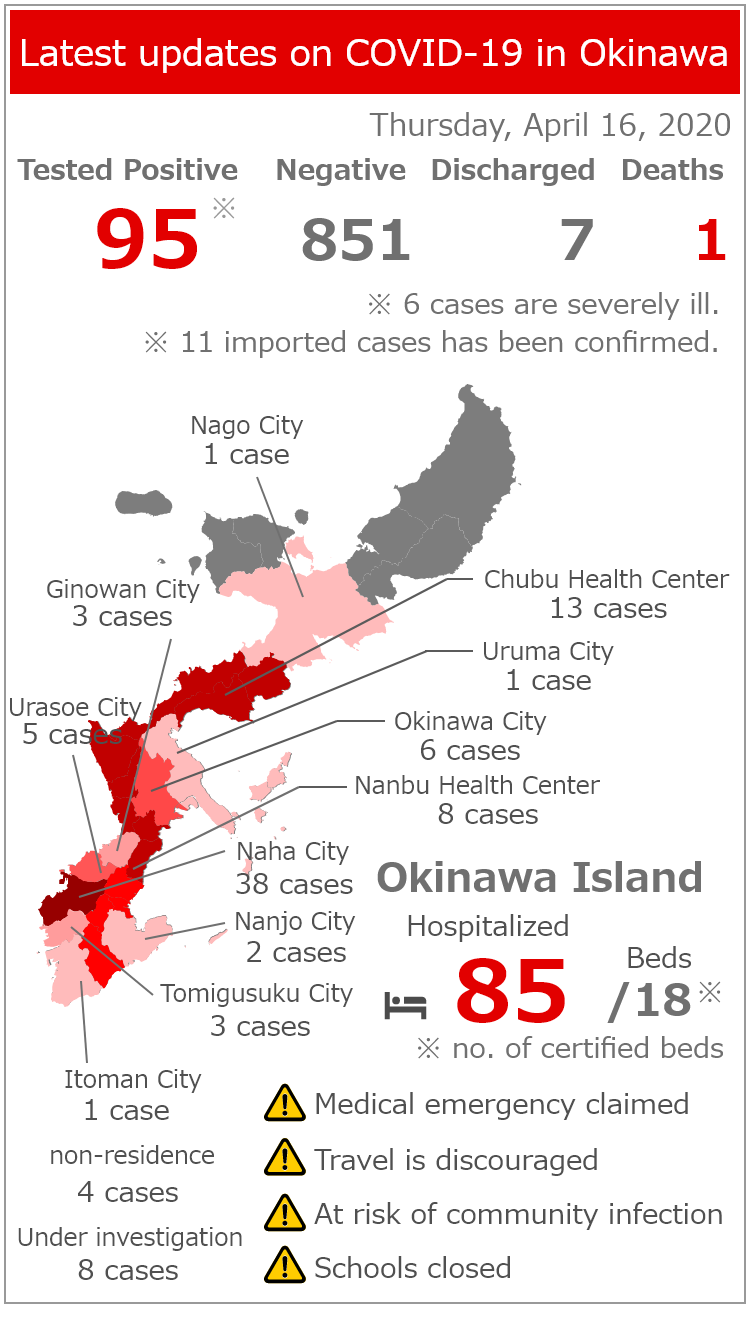 Latest updates on COVID-19 in Okinawa
Thursday, April 16, 2020
Tested Positive Negative Discharged Deaths
95 ※ 851 7 1
※ 6 cases are severely ill.
※ 11 imported cases has been confirmed.
Nago City
1 case
Ginowan City
3 cases
Chubu Health Center
13 cases
Uruma City
1 case
Urasoe City
5 cases
Okinawa City
6 cases
Nanbu Health Center
8 cases
Naha City
38 cases
Okinawa Island
Nanjo City
2 cases
Hospitalized
85
Beds
/18 ※
※ no. of certified beds
Tomigusuku City
3 cases
Itoman City
1 case
non-residence
4 cases
Under investigation
8 cases
Medical emergency claimed
Travel is discouraged
At risk of community infection
Schools closed